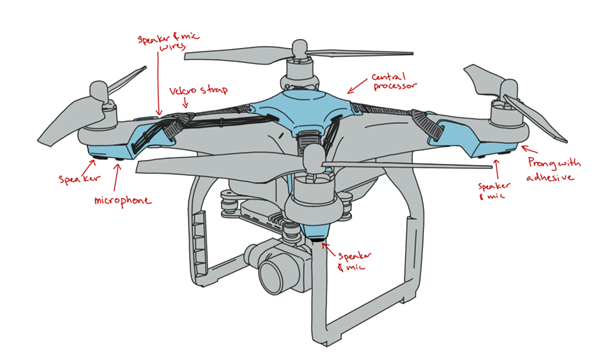 Speaker & mic
wires
Velcro strap
Central
processor
Speaker
microphone
Speaker
& mic
Prong with
adhesive
Speaker
& mic